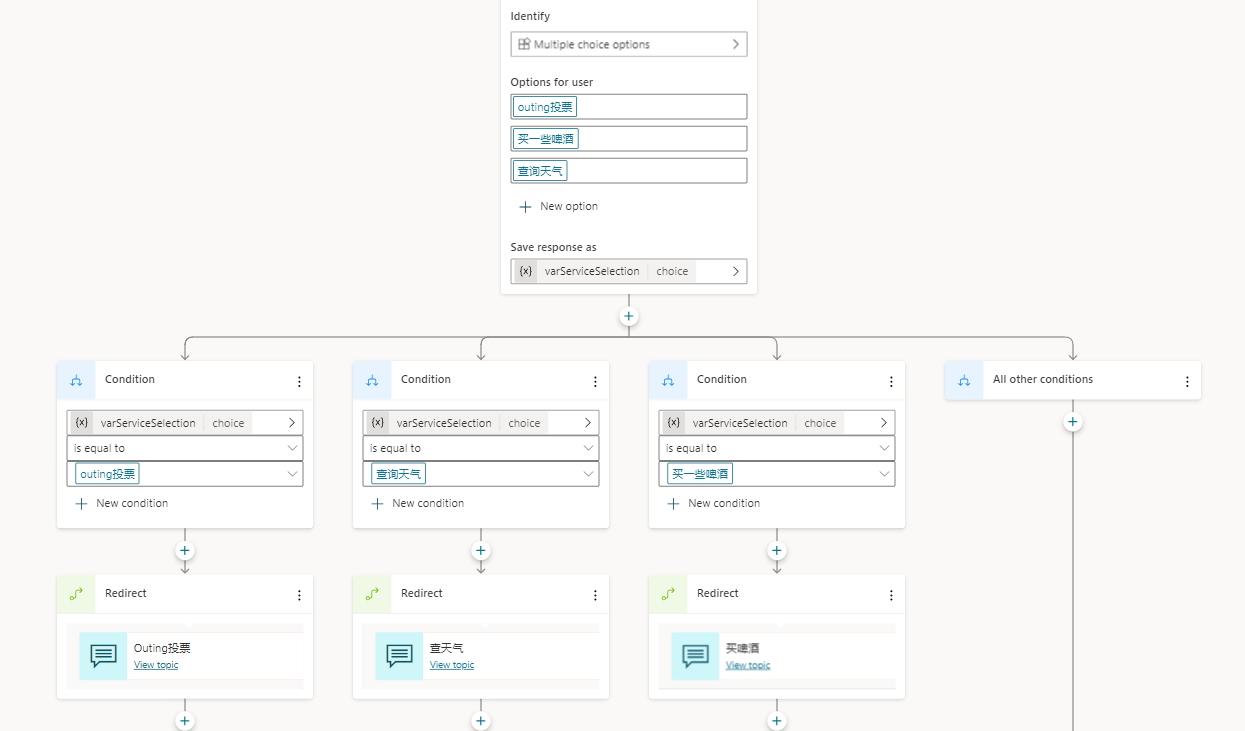 Identify
Multiple choice options
Options for user
outing投票
买一些啤酒
查询天气
New option
Save response as
{x} varServiceSelection choice
Condition
{x} varServiceSelection choice
is equal to
outing投票
New condition
Redirect
Outing投票
View topic
Condition
{x} varServiceSelection choice
is equal to
查询天气
New condition
Redirect
查天气
View topic
Condition
{x} varServiceSelection choice
is equal to
买一些啤酒
New condition
Redirect
买啤酒
View topic
All other conditions